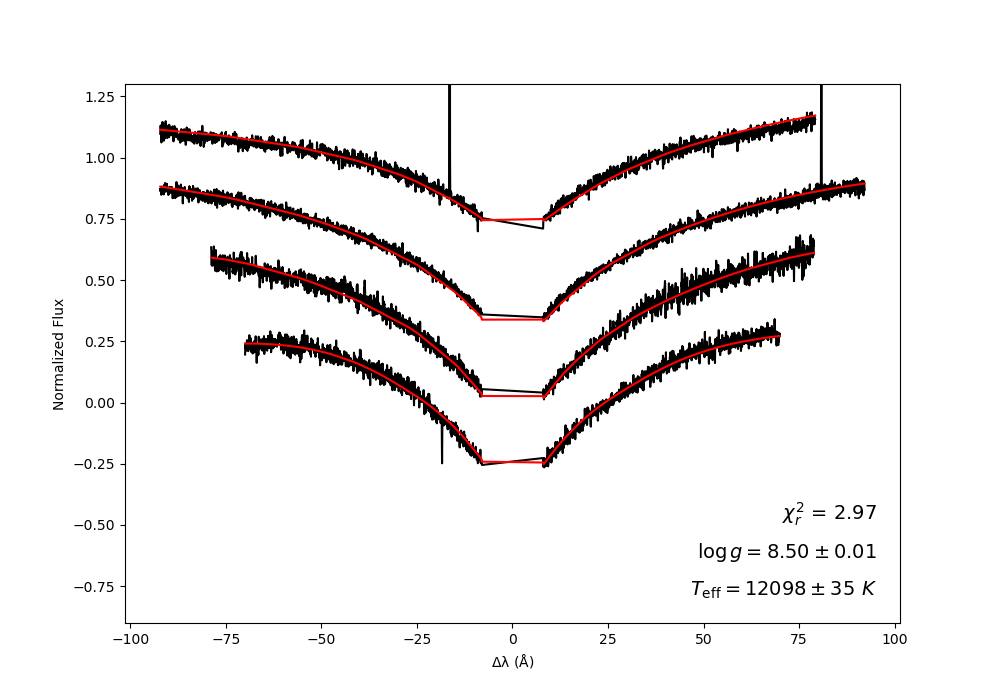 1.25
1.00
0.75
0.50
0.25
0.00
−0.25
−0.50
−0.75
Normalized Flux
χ²ᵣ = 2.97
log g = 8.50 ± 0.01
T_eff = 12098 ± 35 K
−100 −75 −50 −25 0 25 50 75 100
Δλ (Å)